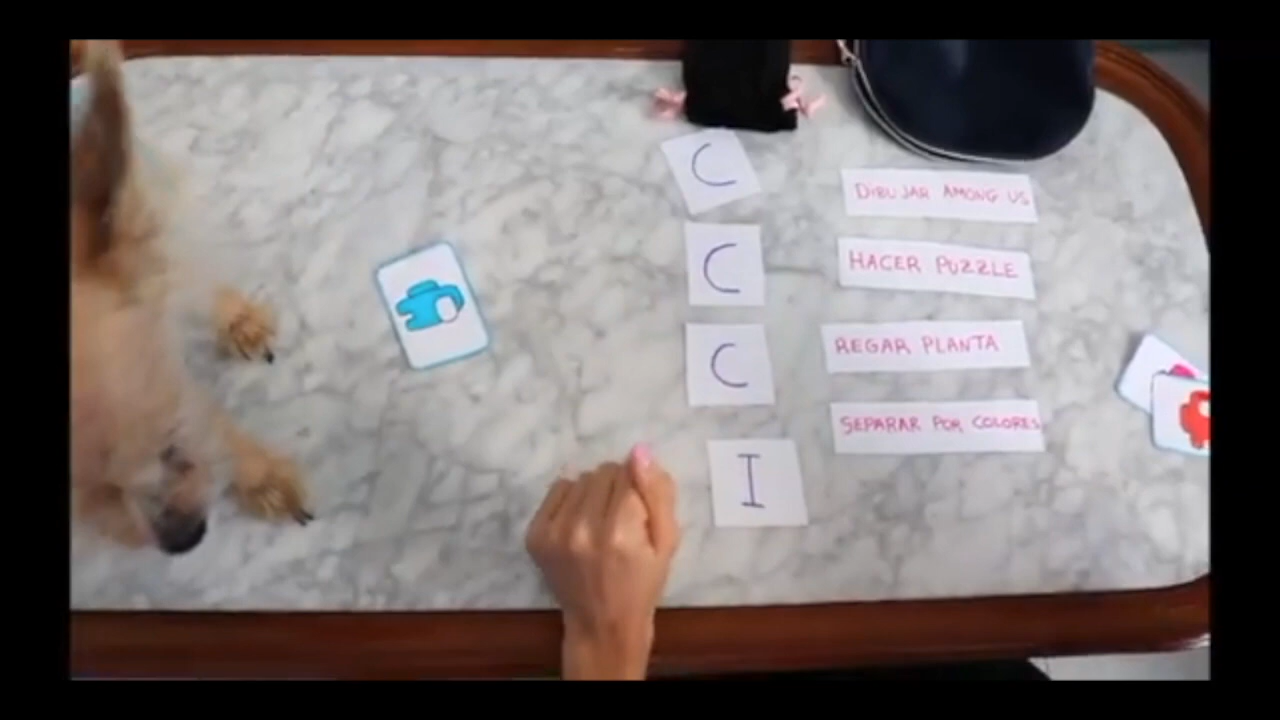 C
DIBUJAR AMONG US
C
HACER PUZZLE
C
REGAR PLANTA
SEPARAR POR COLORES
I